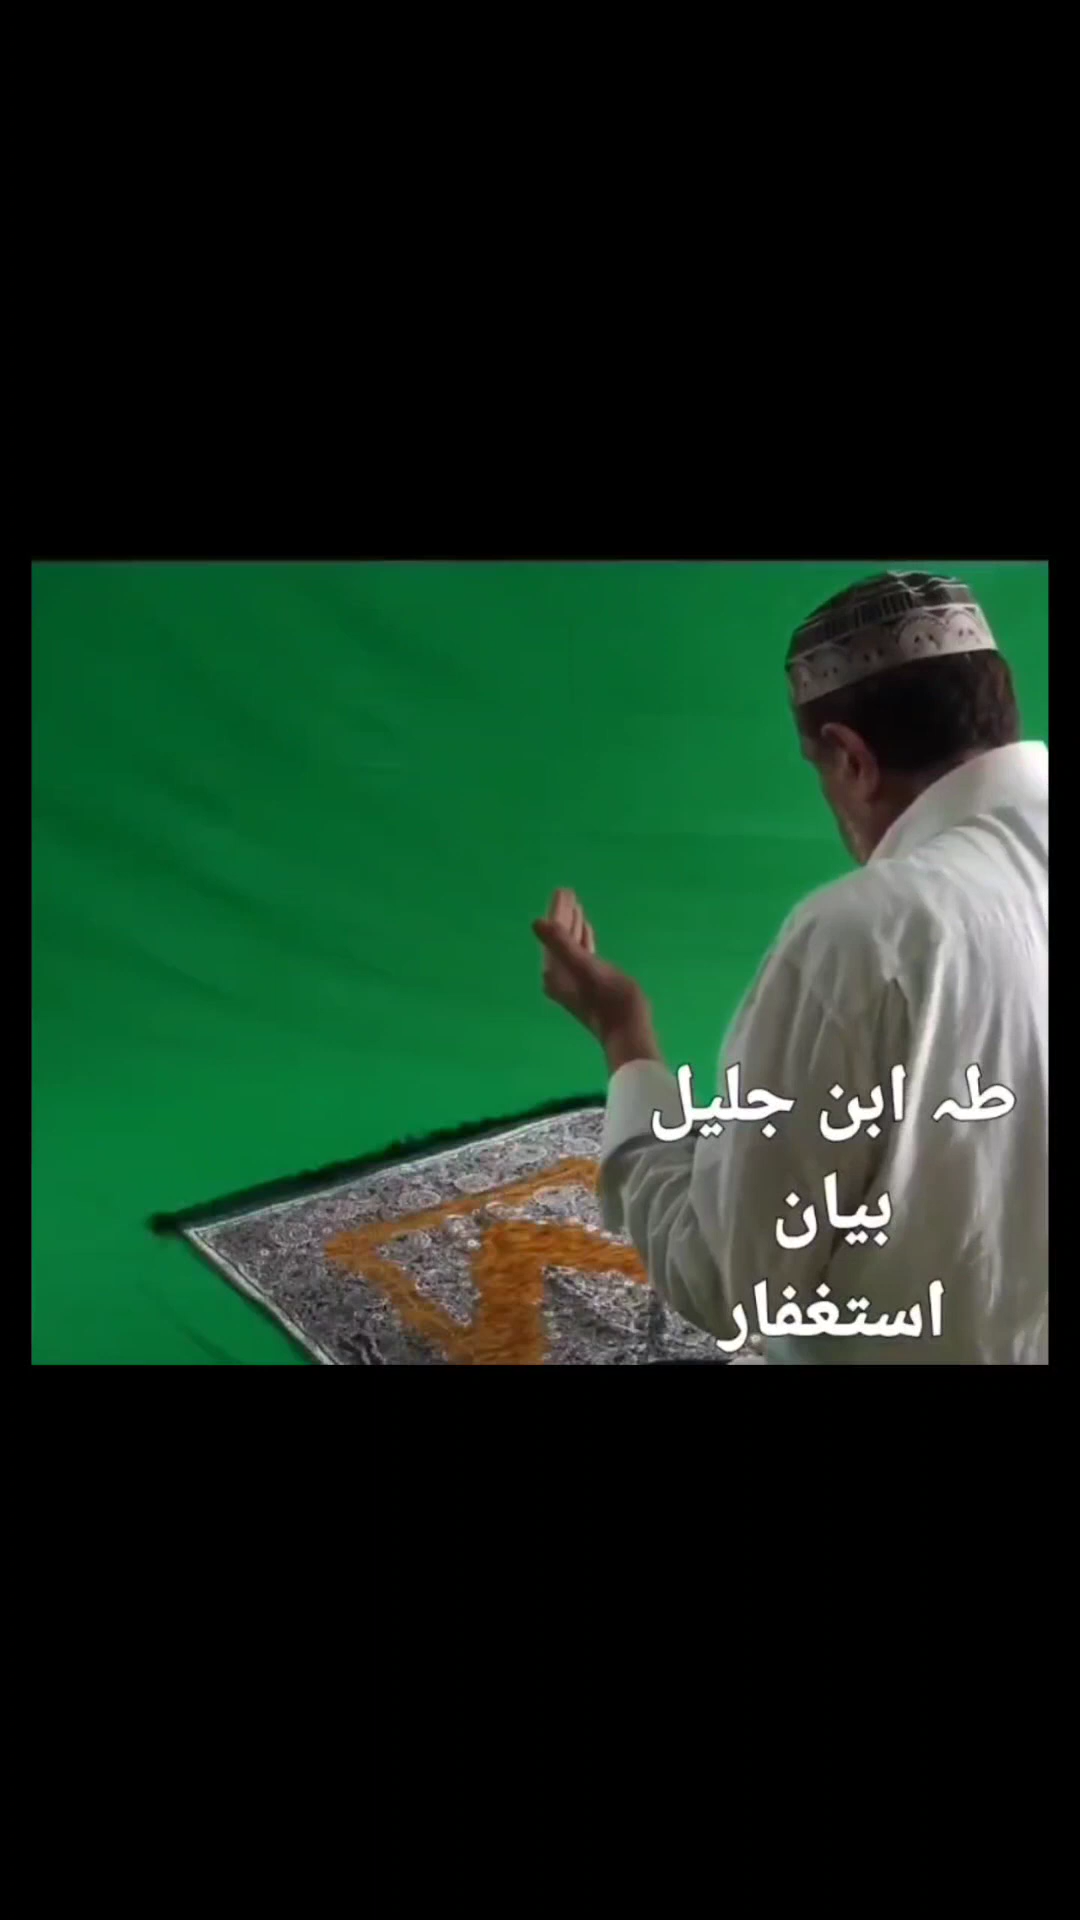 طہ ابن جلیل
بیان
استغفار